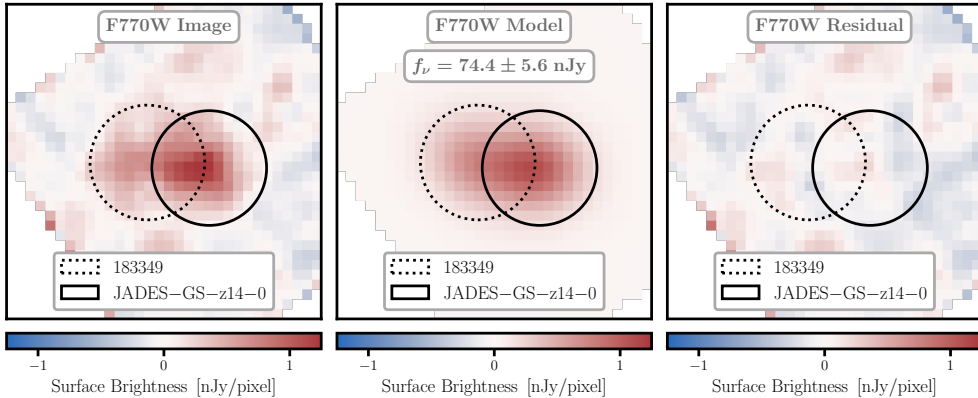 F770W Image
183349
JADES−GS−z14−0
−1 0 1
Surface Brightness [nJy/pixel]
F770W Model
fν = 74.4 ± 5.6 nJy
183349
JADES−GS−z14−0
−1 0 1
Surface Brightness [nJy/pixel]
F770W Residual
183349
JADES−GS−z14−0
−1 0 1
Surface Brightness [nJy/pixel]